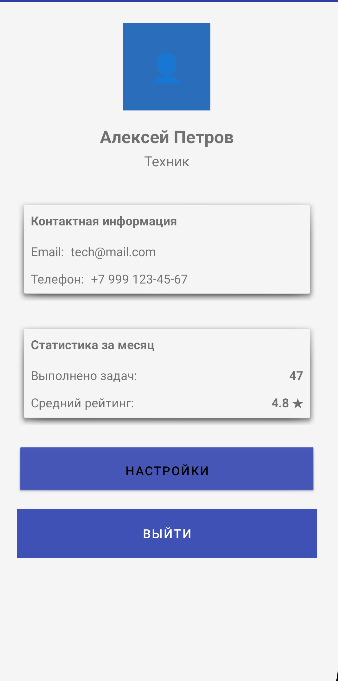 Алексей Петров
Техник
Контактная информация
Email: tech@mail.com
Телефон: +7 999 123-45-67
Статистика за месяц
Выполнено задач: 47
Средний рейтинг: 4.8 ★
НАСТРОЙКИ
ВЫЙТИ